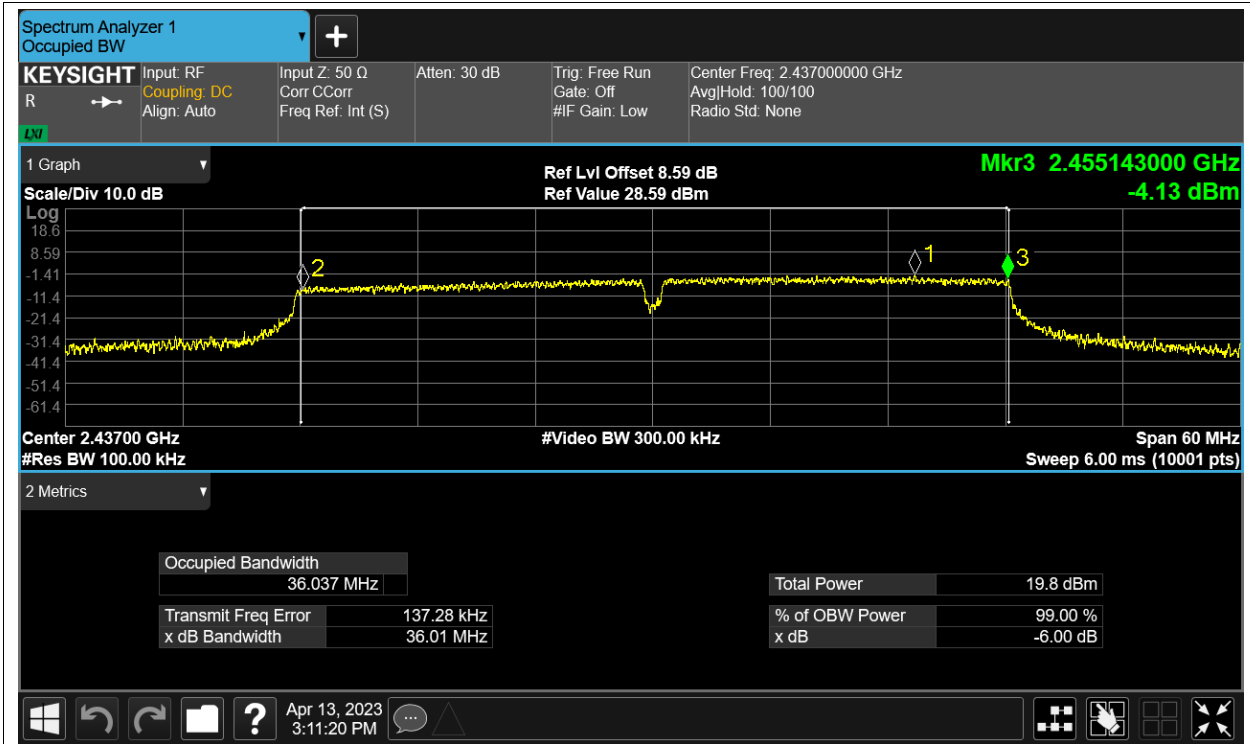 Spectrum Analyzer 1
Occupied BW
KEYSIGHT
R
LXI
Input: RF
Coupling: DC
Align: Auto
Input Z: 50 Ω
Corr CCorr
Freq Ref: Int (S)
Atten: 30 dB
Trig: Free Run
Gate: Off
#IF Gain: Low
Center Freq: 2.437000000 GHz
Avg|Hold: 100/100
Radio Std: None
1 Graph
Scale/Div 10.0 dB
Ref Lvl Offset 8.59 dB
Ref Value 28.59 dBm
Mkr3 2.455143000 GHz
-4.13 dBm
Log
18.6
8.59
-1.41
-11.4
-21.4
-31.4
-41.4
-51.4
-61.4
2
1
3
Center 2.43700 GHz
#Res BW 100.00 kHz
#Video BW 300.00 kHz
Span 60 MHz
Sweep 6.00 ms (10001 pts)
2 Metrics
Occupied Bandwidth
36.037 MHz
Transmit Freq Error 137.28 kHz
x dB Bandwidth 36.01 MHz
Total Power 19.8 dBm
% of OBW Power 99.00 %
x dB -6.00 dB
?
Apr 13, 2023
3:11:20 PM